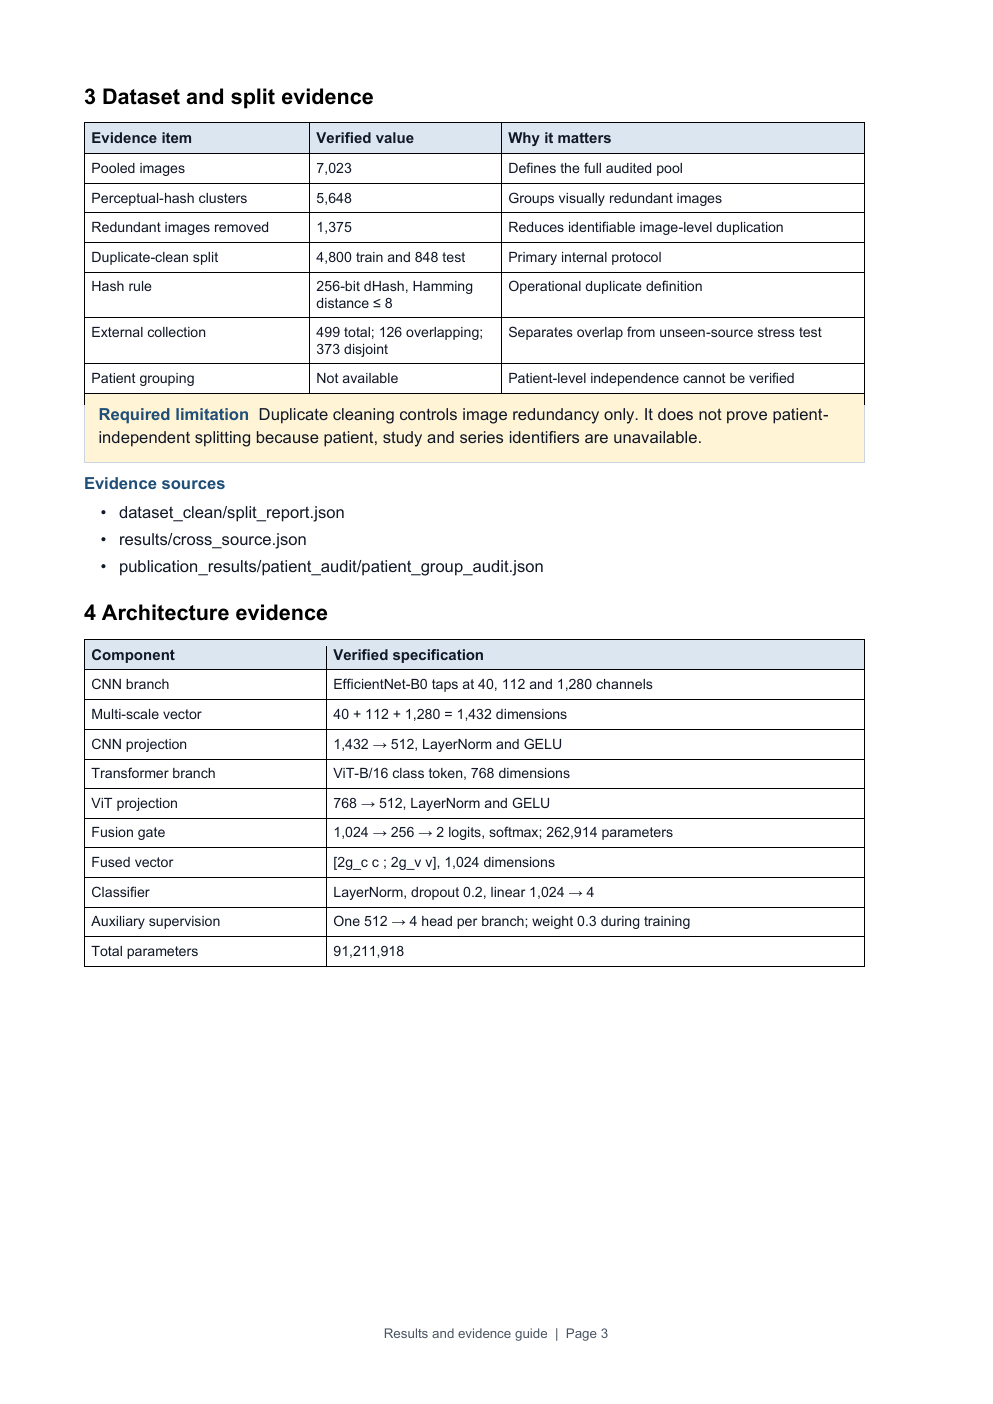 3 Dataset and split evidence
Evidence item Verified value Why it matters
Pooled images 7,023 Defines the full audited pool
Perceptual-hash clusters 5,648 Groups visually redundant images
Redundant images removed 1,375 Reduces identifiable image-level duplication
Duplicate-clean split 4,800 train and 848 test Primary internal protocol
Hash rule 256-bit dHash, Hamming Operational duplicate definition
distance ≤ 8
External collection 499 total; 126 overlapping; Separates overlap from unseen-source stress test
373 disjoint
Patient grouping Not available Patient-level independence cannot be verified
Required limitation Duplicate cleaning controls image redundancy only. It does not prove patient-
independent splitting because patient, study and series identifiers are unavailable.
Evidence sources
• dataset_clean/split_report.json
• results/cross_source.json
• publication_results/patient_audit/patient_group_audit.json
4 Architecture evidence
Component Verified specification
CNN branch EfficientNet-B0 taps at 40, 112 and 1,280 channels
Multi-scale vector 40 + 112 + 1,280 = 1,432 dimensions
CNN projection 1,432 → 512, LayerNorm and GELU
Transformer branch ViT-B/16 class token, 768 dimensions
ViT projection 768 → 512, LayerNorm and GELU
Fusion gate 1,024 → 256 → 2 logits, softmax; 262,914 parameters
Fused vector [2g_c c ; 2g_v v], 1,024 dimensions
Classifier LayerNorm, dropout 0.2, linear 1,024 → 4
Auxiliary supervision One 512 → 4 head per branch; weight 0.3 during training
Total parameters 91,211,918
Results and evidence guide | Page 3